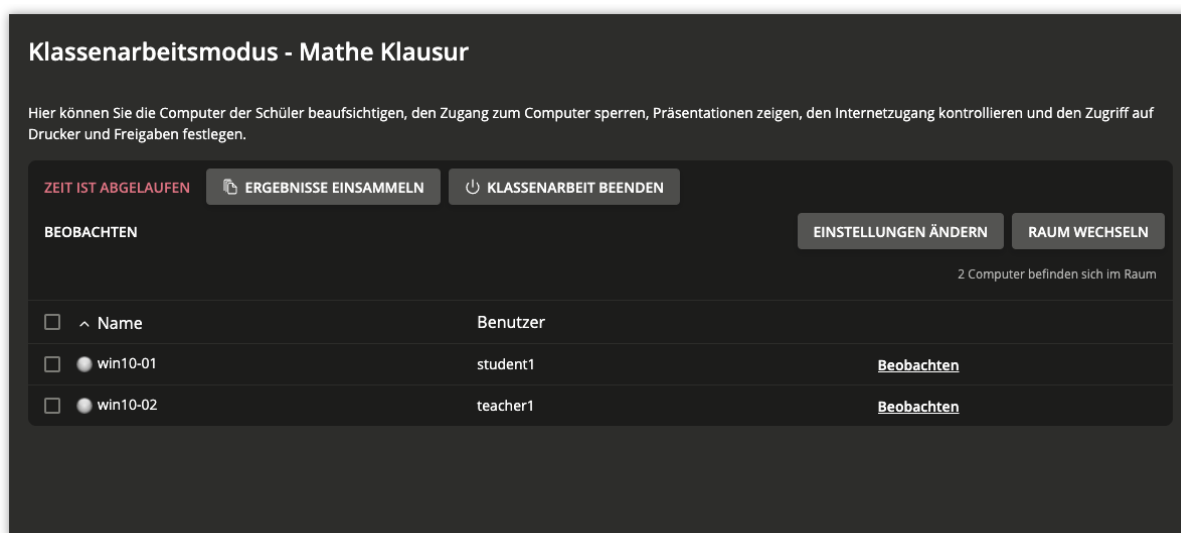 Klassenarbeitsmodus - Mathe Klausur
Hier können Sie die Computer der Schüler beaufsichtigen, den Zugang zum Computer sperren, Präsentationen zeigen, den Internetzugang kontrollieren und den Zugriff auf
Drucker und Freigaben festlegen.
ZEIT IST ABGELAUFEN ERGEBNISSE EINSAMMELN KLASSENARBEIT BEENDEN
BEOBACHTEN EINSTELLUNGEN ÄNDERN RAUM WECHSELN
2 Computer befinden sich im Raum
Name Benutzer
win10-01 student1 Beobachten
win10-02 teacher1 Beobachten